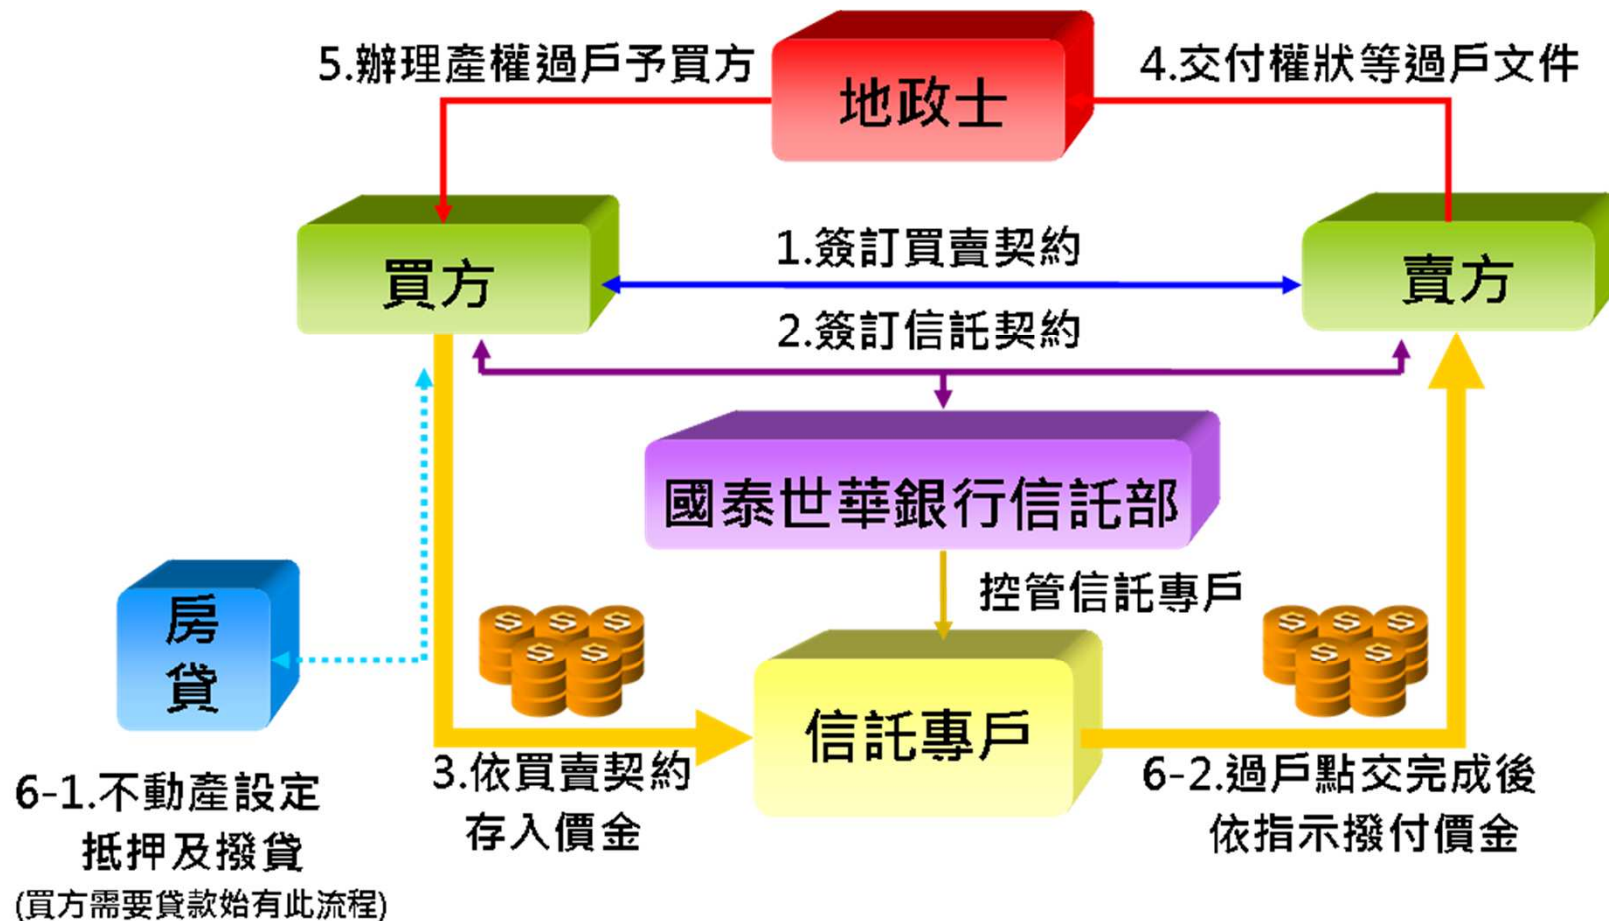 5.辦理產權過戶予買方
地政士
4.交付權狀等過戶文件
買方
1.簽訂買賣契約
賣方
2.簽訂信託契約
國泰世華銀行信託部
控管信託專戶
房
貸
$ $ $
$ $
$ $ $
$ $
信託專戶
3.依買賣契約
存入價金
6-2.過戶點交完成後
依指示撥付價金
6-1.不動產設定
抵押及撥貸
(買方需要貸款始有此流程)